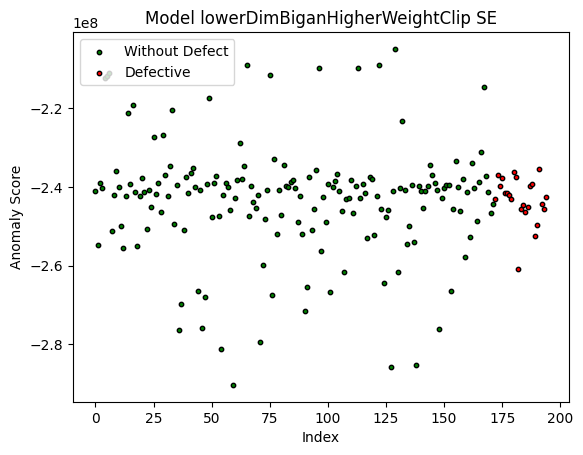 Model lowerDimBiganHigherWeightClip SE
1e8
Without Defect
Defective
−2.2
−2.4
−2.6
−2.8
Anomaly Score
0
25
50
75
100
125
150
175
200
Index